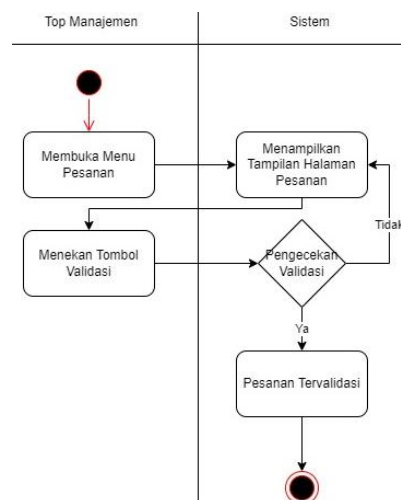 Top Manajemen
Sistem
Membuka Menu
Pesanan
Menampilkan
Tampilan Halaman
Pesanan
Menekan Tombol
Validasi
Pengecekan
Validasi
Tidak
Ya
Pesanan Tervalidasi